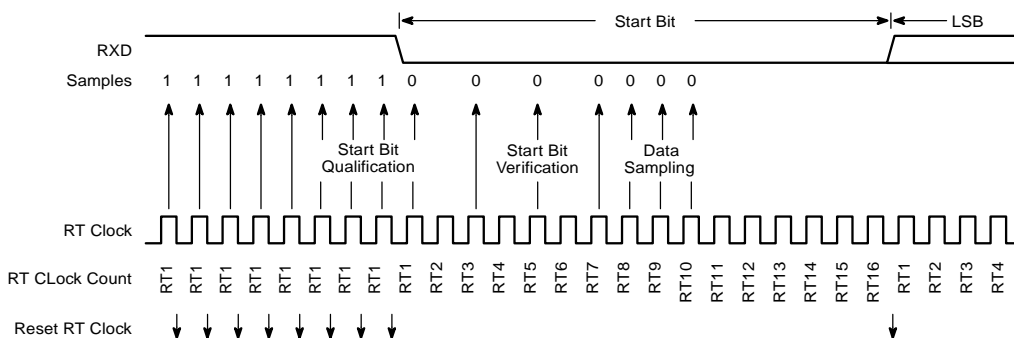 Start Bit LSB
RXD
Samples 1 1 1 1 1 1 1 1 0 0 0 0 0 0 0
Start Bit Qualification
Start Bit Verification
Data Sampling
RT Clock
RT CLock Count RT1 RT1 RT1 RT1 RT1 RT1 RT1 RT1 RT1 RT2 RT3 RT4 RT5 RT6 RT7 RT8 RT9 RT10 RT11 RT12 RT13 RT14 RT15 RT16 RT1 RT2 RT3 RT4
Reset RT Clock